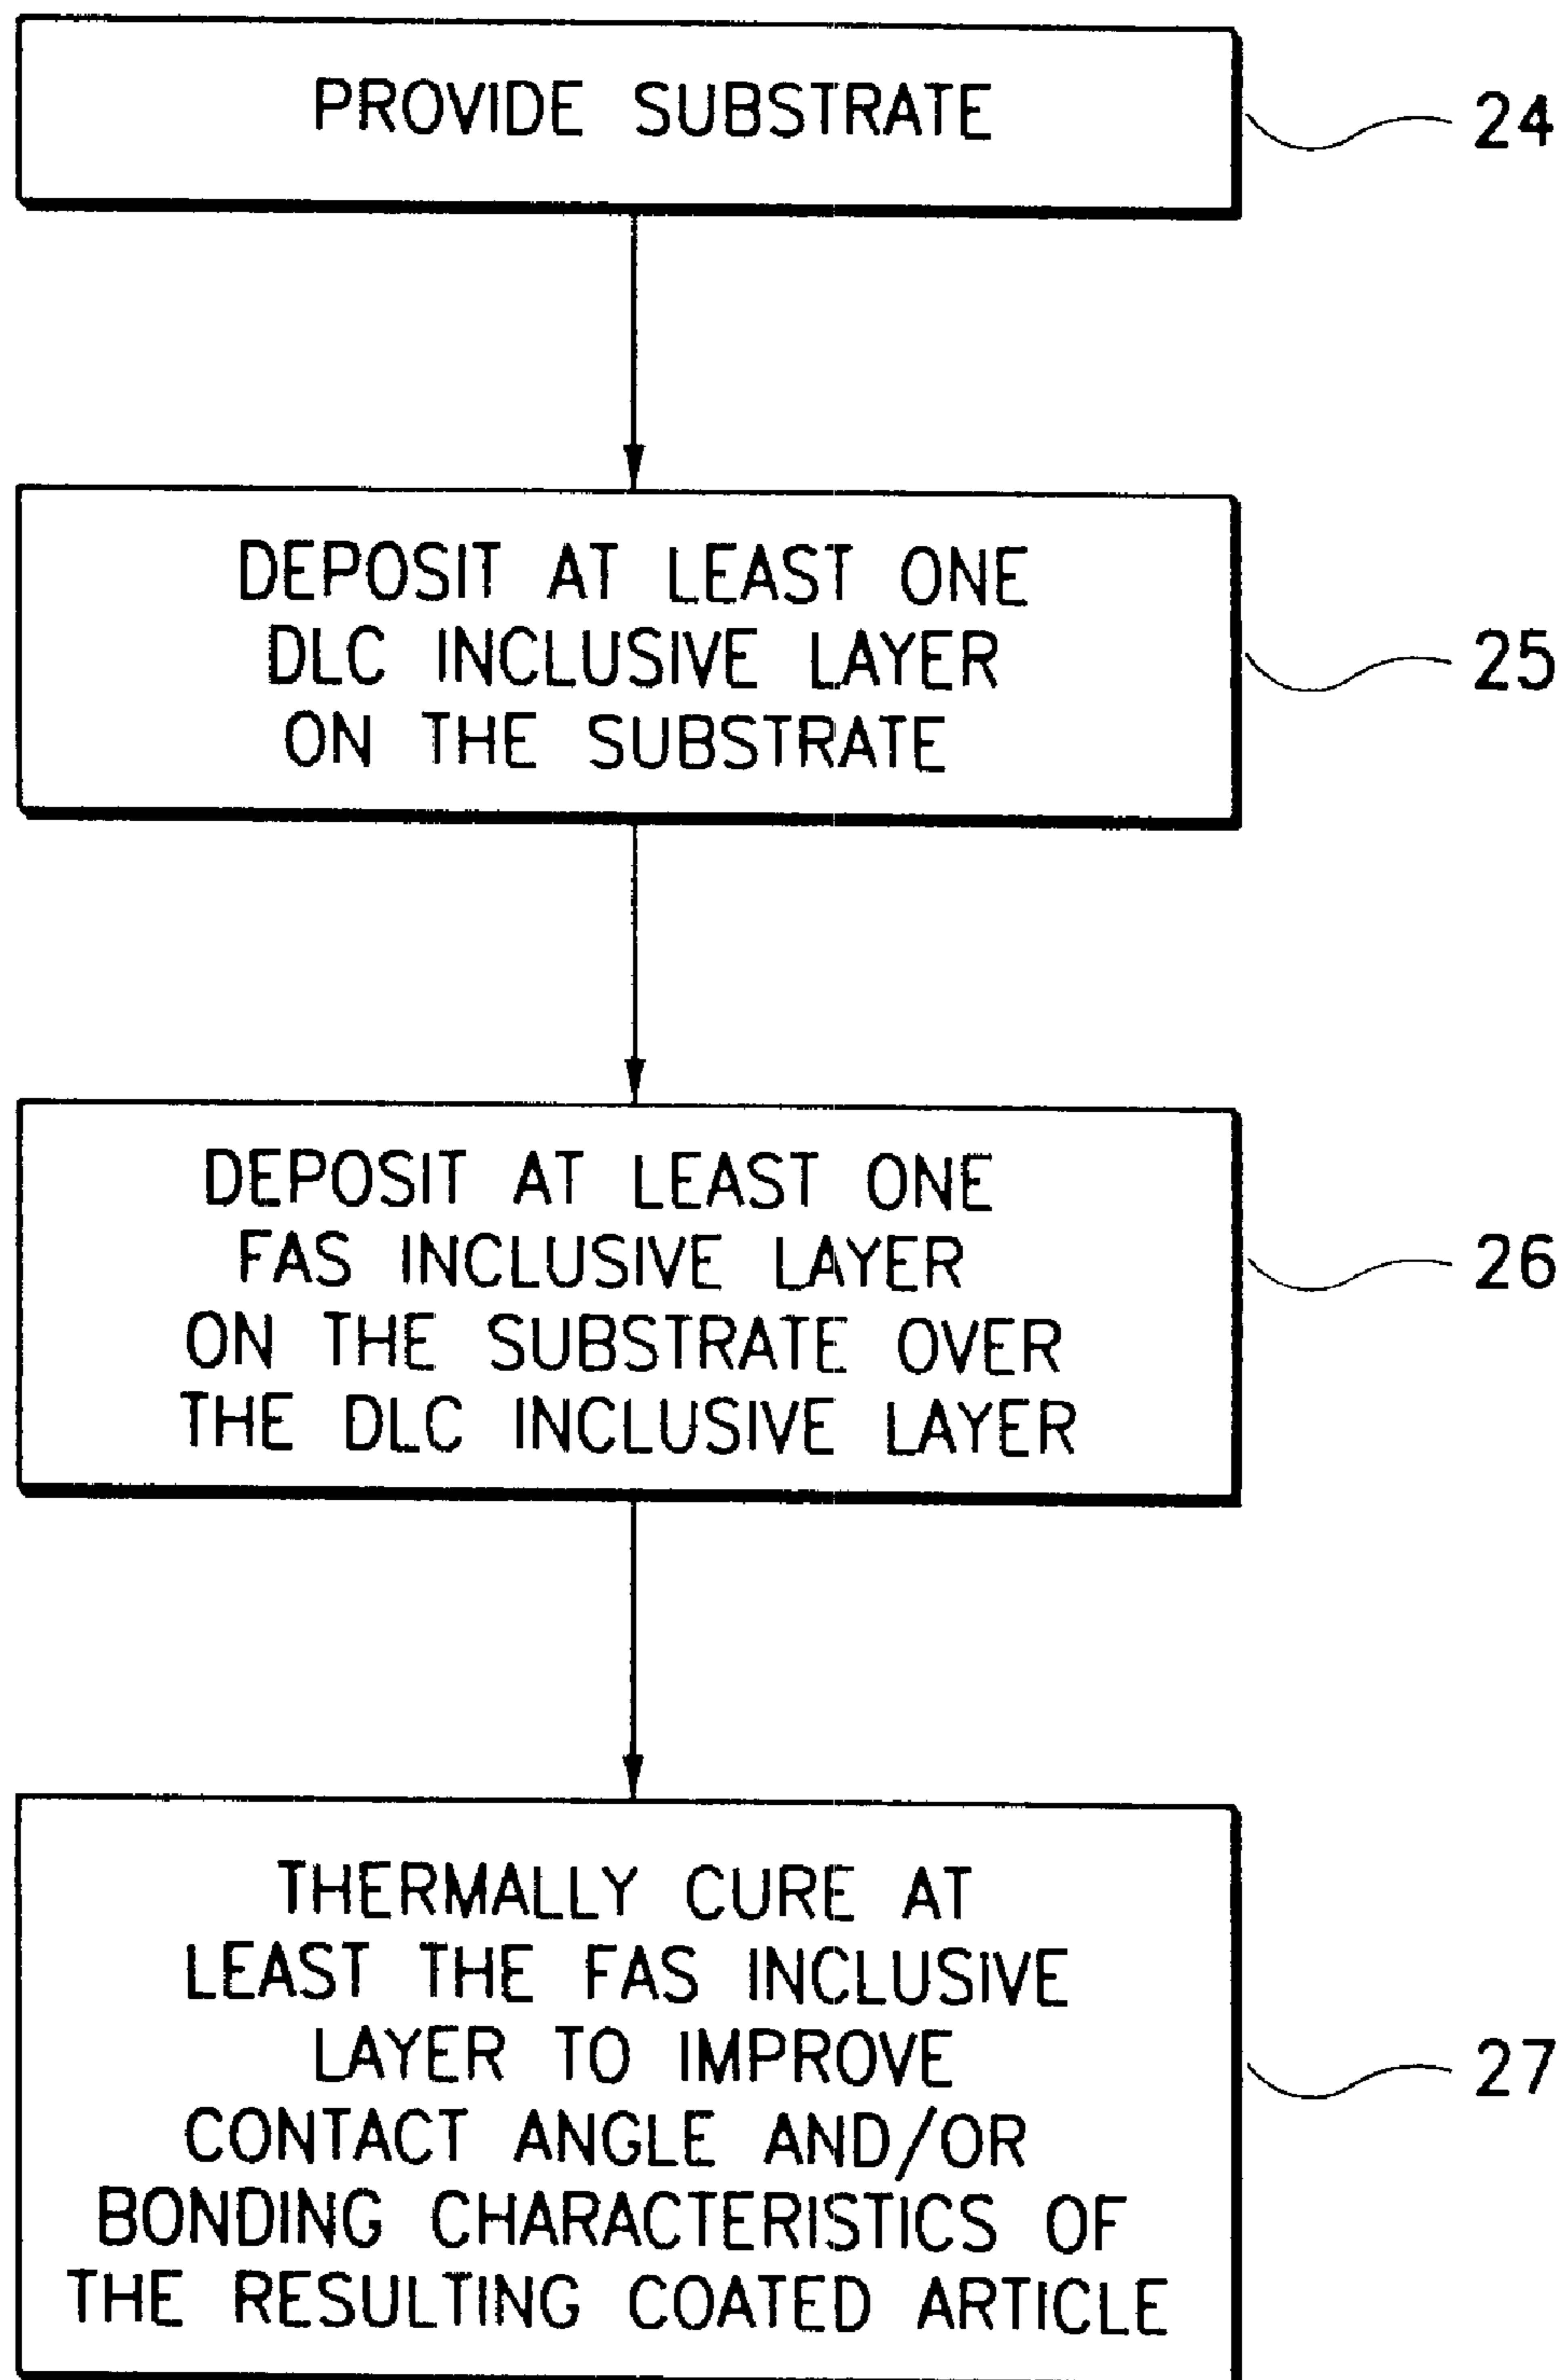 PROVIDE SUBSTRATE
24
DEPOSIT AT LEAST ONE
DLC INCLUSIVE LAYER
ON THE SUBSTRATE
25
DEPOSIT AT LEAST ONE
FAS INCLUSIVE LAYER
ON THE SUBSTRATE OVER
THE DLC INCLUSIVE LAYER
26
THERMALLY CURE AT
LEAST THE FAS INCLUSIVE
LAYER TO IMPROVE
CONTACT ANGLE AND/OR
BONDING CHARACTERISTICS OF
THE RESULTING COATED ARTICLE
27